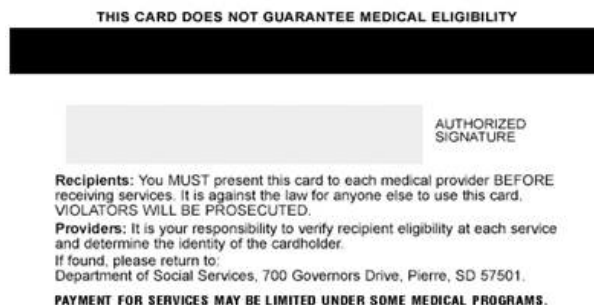 THIS CARD DOES NOT GUARANTEE MEDICAL ELIGIBILITY
AUTHORIZED
SIGNATURE
Recipients: You MUST present this card to each medical provider BEFORE
receiving services. It is against the law for anyone else to use this card.
VIOLATORS WILL BE PROSECUTED.
Providers: It is your responsibility to verify recipient eligibility at each service
and determine the identity of the cardholder.
If found, please return to:
Department of Social Services, 700 Governors Drive, Pierre, SD 57501.
PAYMENT FOR SERVICES MAY BE LIMITED UNDER SOME MEDICAL PROGRAMS.